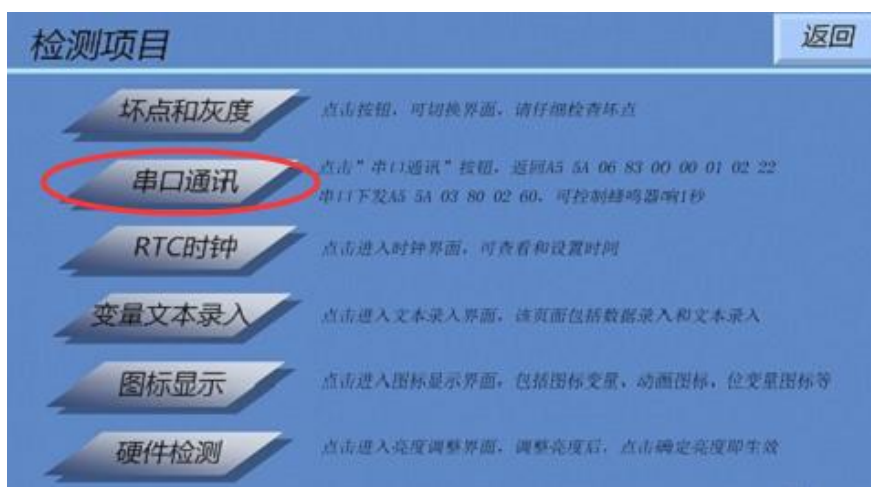 检测项目
返回
坏点和灰度
点击按钮，可切换界面，请仔细检查坏点
串口通讯
点击"串口通讯"按钮，返回A5 5A 06 83 00 00 01 02 22
串口下发A5 5A 03 80 02 60，可控制蜂鸣器响1秒
RTC时钟
点击进入时钟界面，可查看和设置时间
变量文本录入
点击进入文本录入界面，该页面包括数据录入和文本录入
图标显示
点击进入图标显示界面，包括图标变量、动画图标，位变量图标等
硬件检测
点击进入亮度调整界面，调整亮度后，点击确定亮度即生效